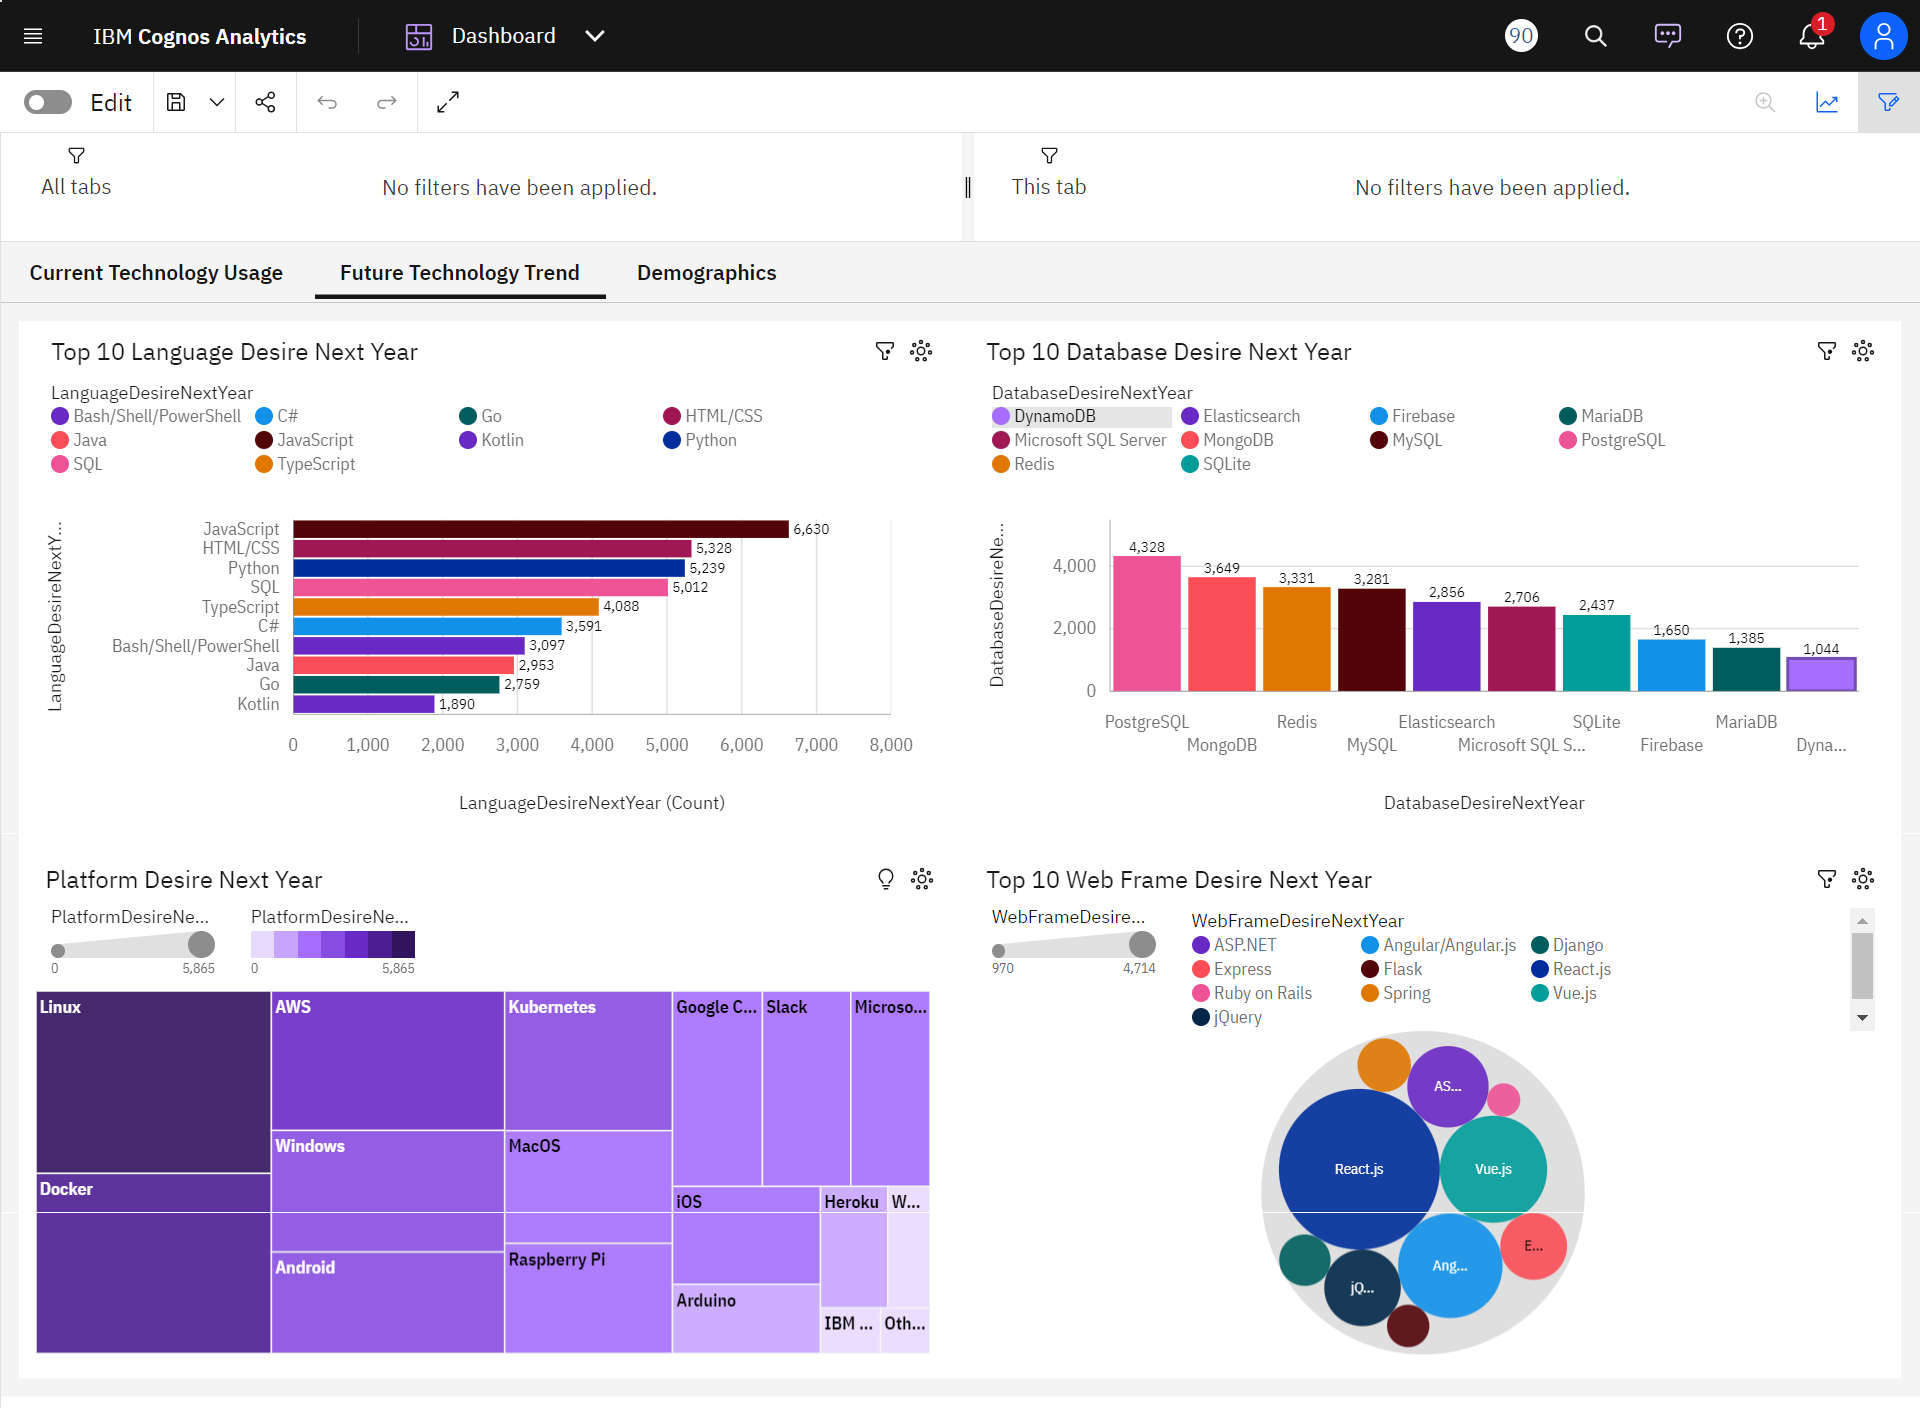 IBM Cognos Analytics
Dashboard
90
1
Edit
All tabs
No filters have been applied.
This tab
No filters have been applied.
Current Technology Usage
Future Technology Trend
Demographics
Top 10 Language Desire Next Year
LanguageDesireNextYear
Bash/Shell/PowerShell
C#
Go
HTML/CSS
Java
JavaScript
Kotlin
Python
SQL
TypeScript
LanguageDesireNextY...
JavaScript
6,630
HTML/CSS
5,328
Python
5,239
SQL
5,012
TypeScript
4,088
C#
3,591
Bash/Shell/PowerShell
3,097
Java
2,953
Go
2,759
Kotlin
1,890
0 1,000 2,000 3,000 4,000 5,000 6,000 7,000 8,000
LanguageDesireNextYear (Count)
Top 10 Database Desire Next Year
DatabaseDesireNextYear
DynamoDB
Elasticsearch
Firebase
MariaDB
Microsoft SQL Server
MongoDB
MySQL
PostgreSQL
Redis
SQLite
DatabaseDesireNe...
4,000
2,000
0
4,328
3,649
3,331
3,281
2,856
2,706
2,437
1,650
1,385
1,044
PostgreSQL
MongoDB
Redis
MySQL
Elasticsearch
Microsoft SQL S...
SQLite
Firebase
MariaDB
Dyna...
DatabaseDesireNextYear
Platform Desire Next Year
PlatformDesireNe...
0 5,865
PlatformDesireNe...
0 5,865
Linux
AWS
Kubernetes
Google C...
Slack
Microso...
Windows
MacOS
Docker
iOS
Heroku
W...
Android
Raspberry Pi
Arduino
IBM ...
Oth...
Top 10 Web Frame Desire Next Year
WebFrameDesire...
970 4,714
WebFrameDesireNextYear
ASP.NET
Angular/Angular.js
Django
Express
Flask
React.js
Ruby on Rails
Spring
Vue.js
jQuery
AS...
React.js
Vue.js
E...
Ang...
jQ...